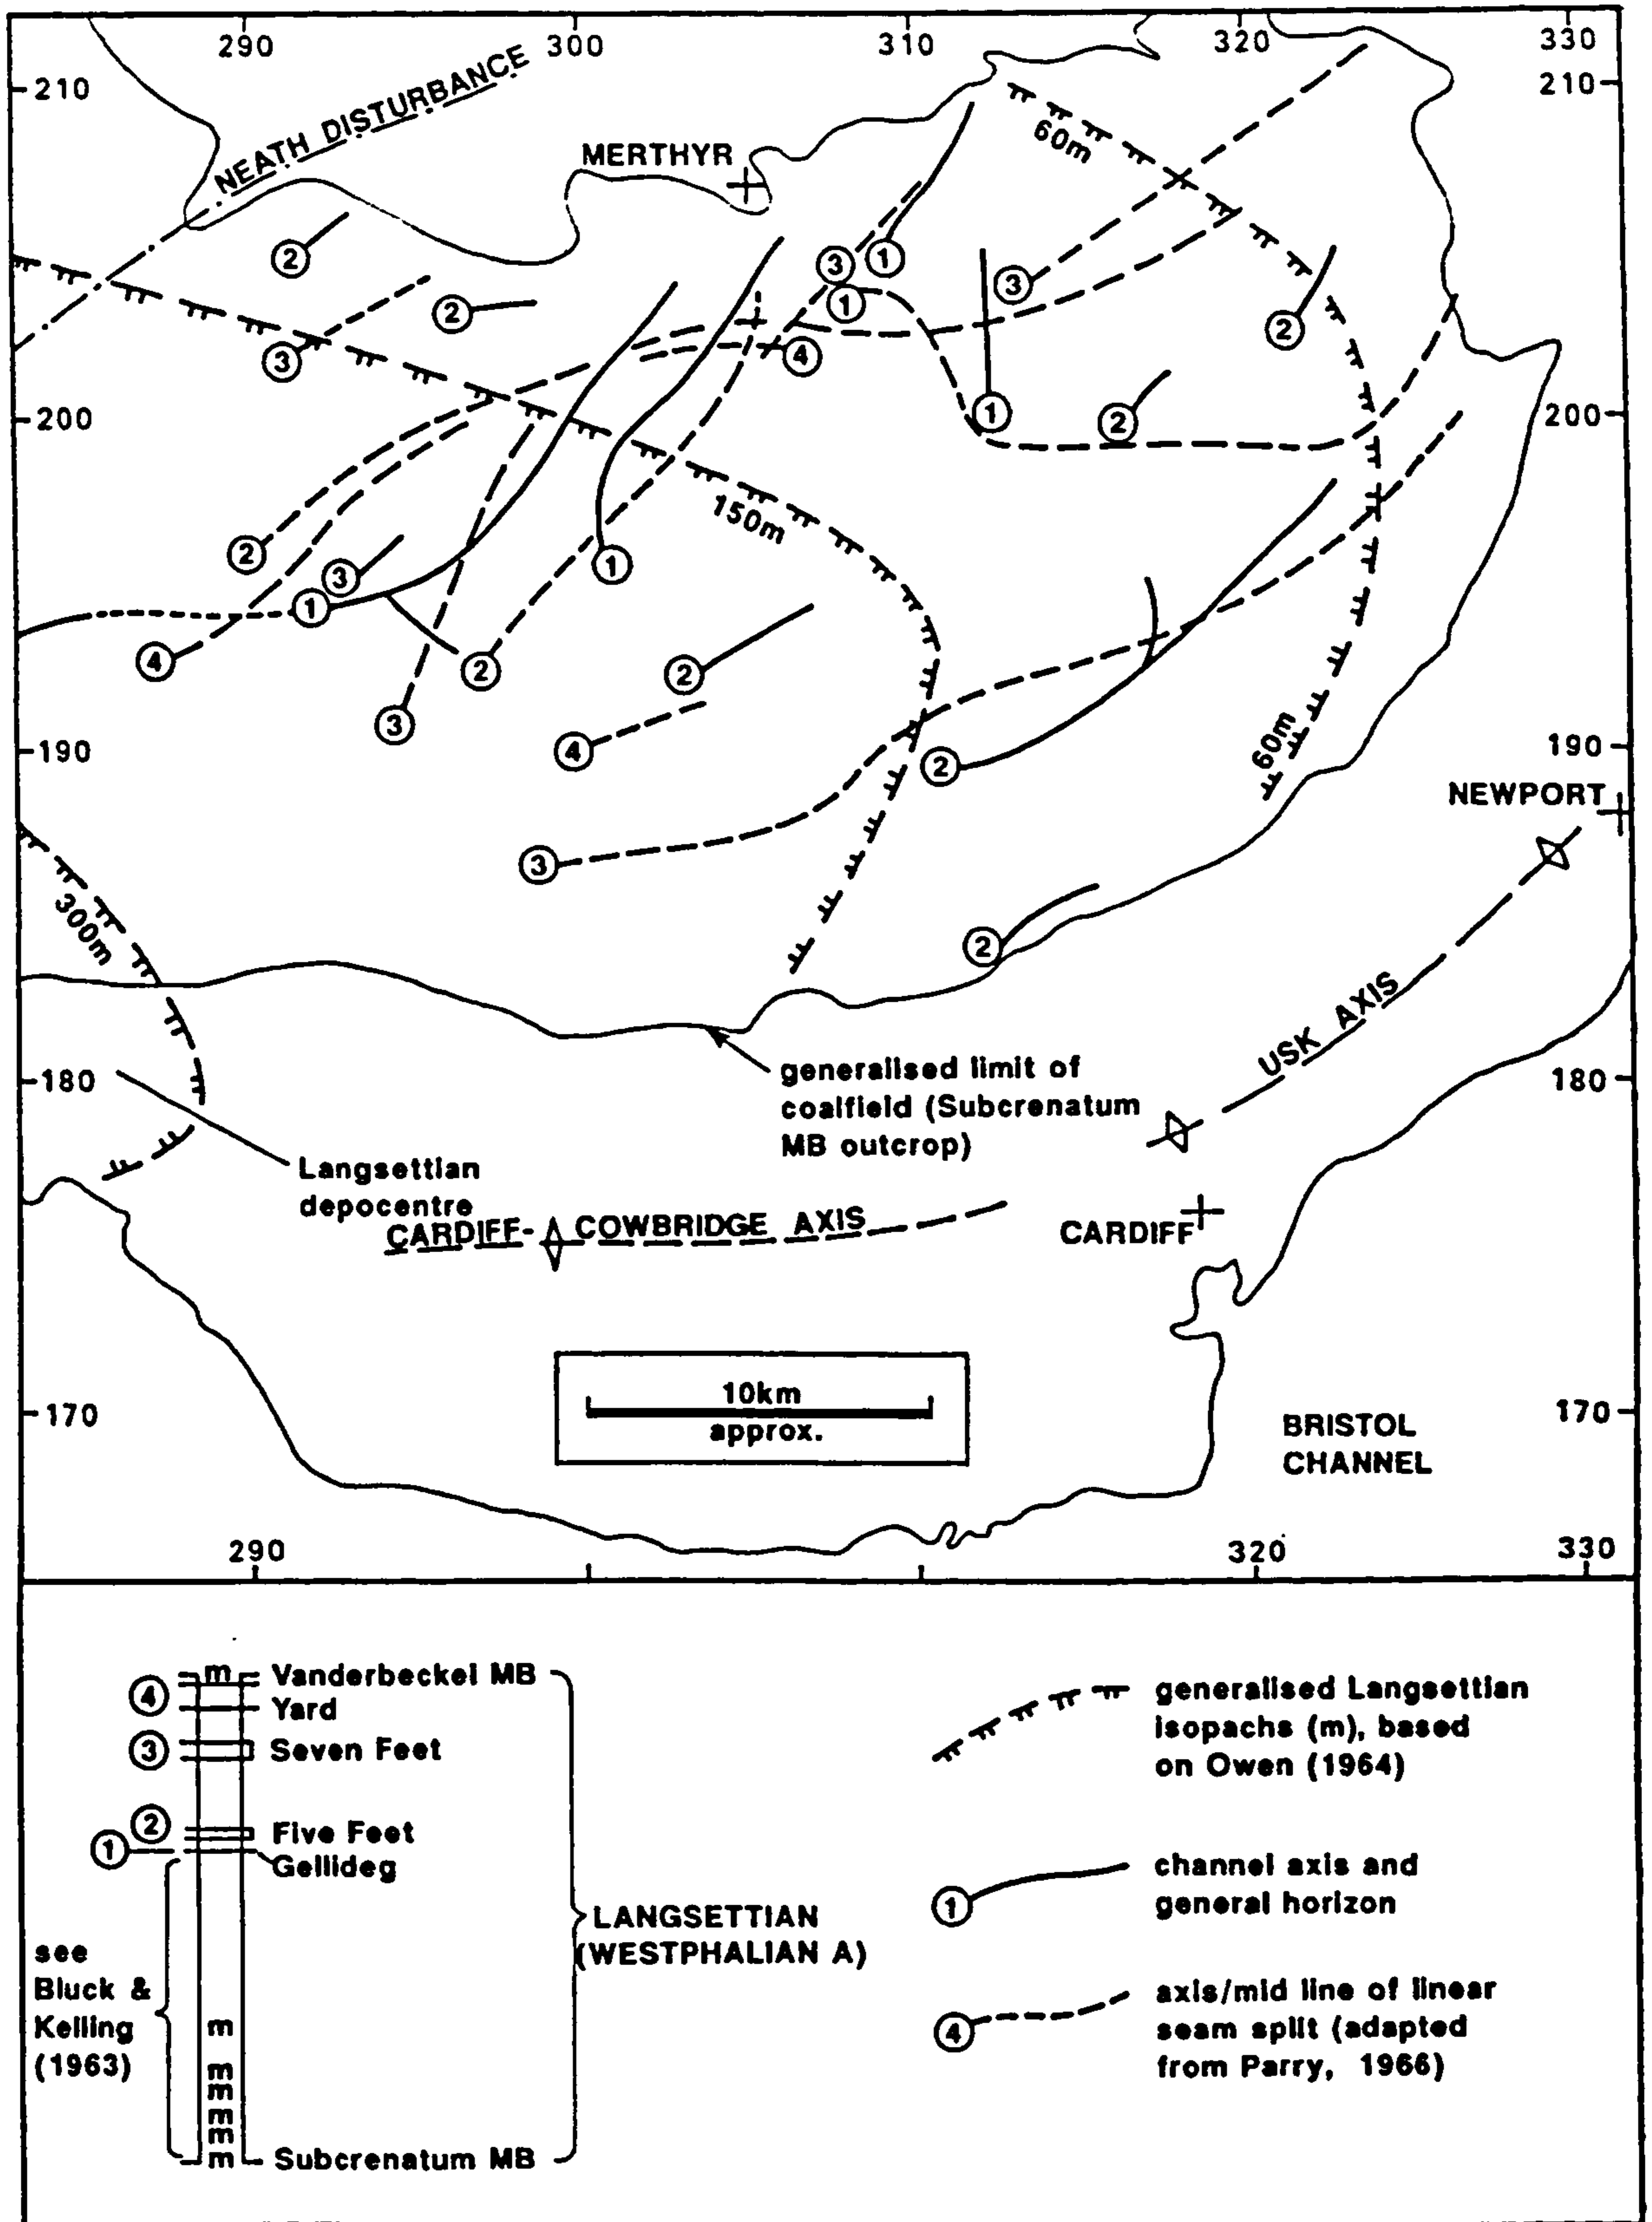 290
300
310
320
330
210
210
NEATH DISTURBANCE
MERTHYR
60m
2
3
1
3
2
2
1
3
4
2
200
1
2
200
150m
2
3
1
1
4
2
2
3
190
4
2
60m
190
NEWPORT
3
300m
2
USK AXIS
180
generalised limit of
coalfield (Subcrenatum
MB outcrop)
180
Langsettian
depocentre
CARDIFF-COWBRIDGE AXIS
CARDIFF
10km
approx.
170
170
BRISTOL
CHANNEL
290
320
330
m
Vanderbeckei MB
4
Yard
3
Seven Feet
2
Five Feet
1
Gellideg
LANGSETTIAN
(WESTPHALIAN A)
see
Bluck &
Kelling
(1963)
m
m
m
m
m
m
Subcrenatum MB
generalised Langsettian
isopachs (m), based
on Owen (1964)
1
channel axis and
general horizon
4
axis/mid line of linear
seam split (adapted
from Parry, 1966)